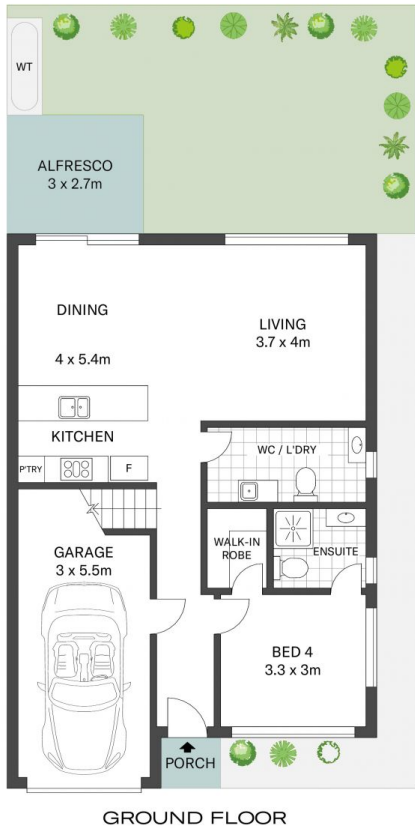 WT
ALFRESCO
3 x 2.7m
DINING
4 x 5.4m
LIVING
3.7 x 4m
KITCHEN
P'TRY
F
WC / L'DRY
GARAGE
3 x 5.5m
WALK-IN
ROBE
ENSUITE
BED 4
3.3 x 3m
PORCH
GROUND FLOOR